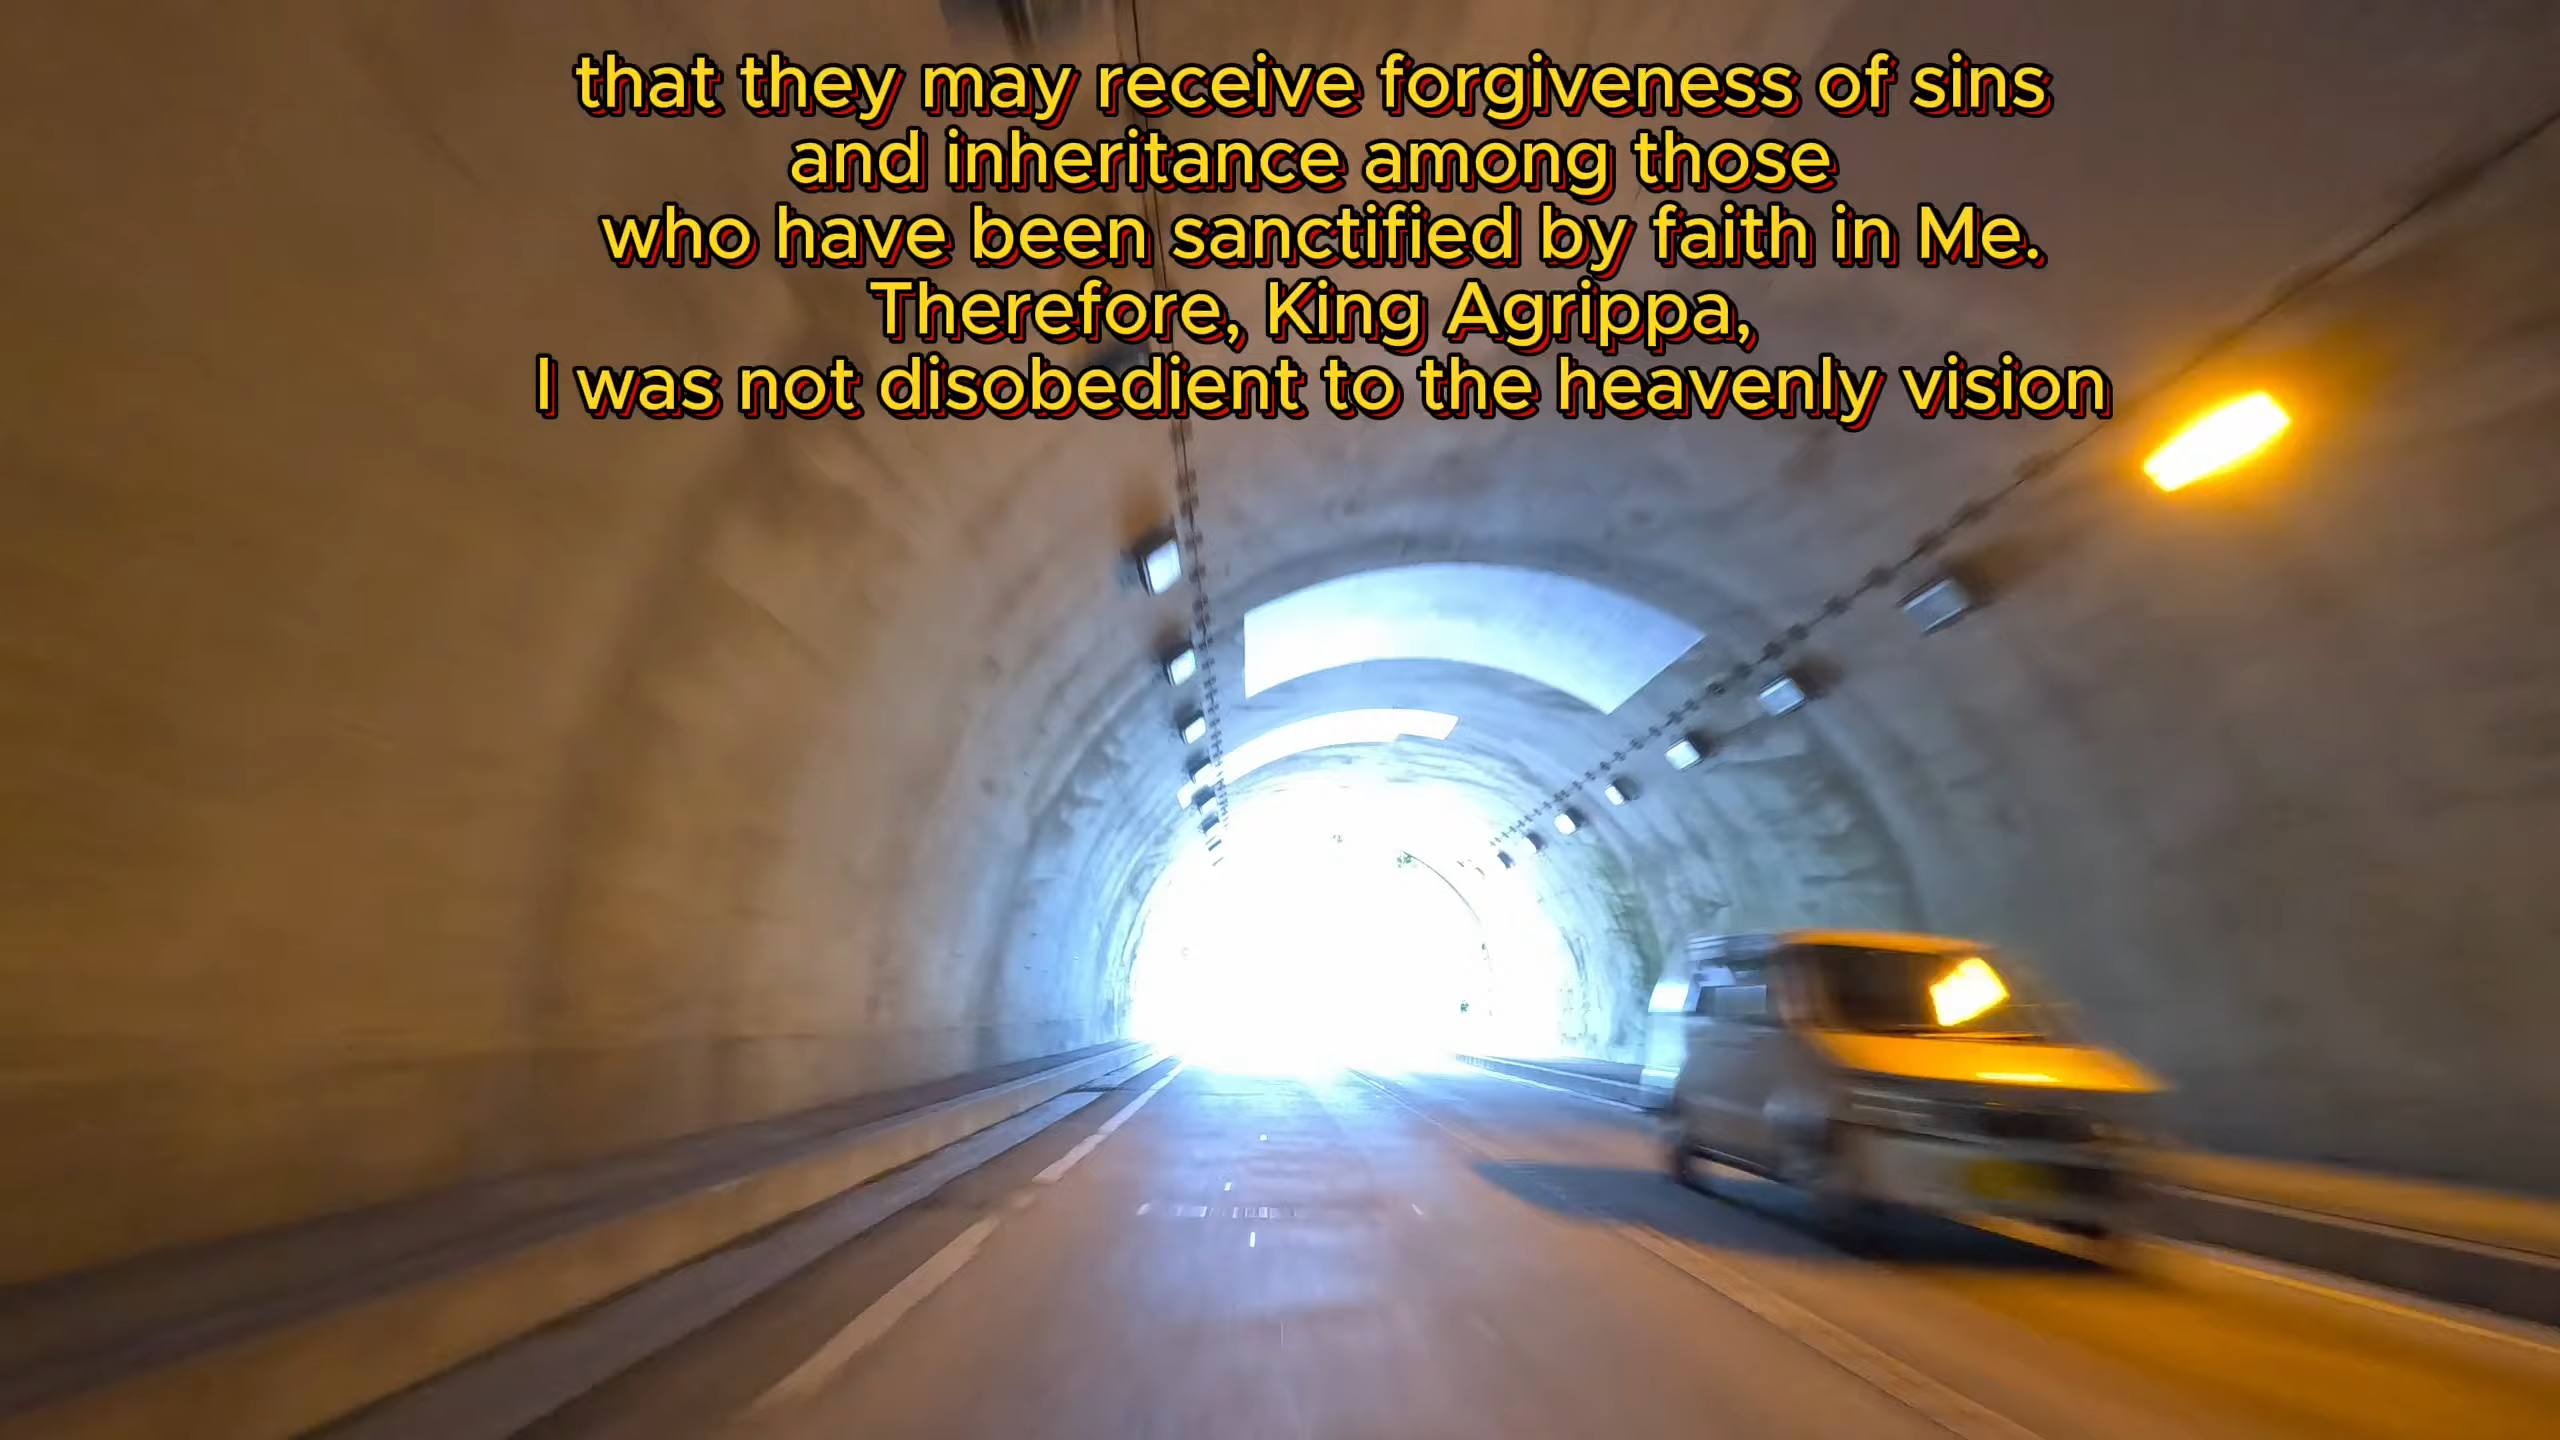 that they may receive forgiveness of sins
and inheritance among those
who have been sanctified by faith in Me.
Therefore, King Agrippa,
I was not disobedient to the heavenly vision